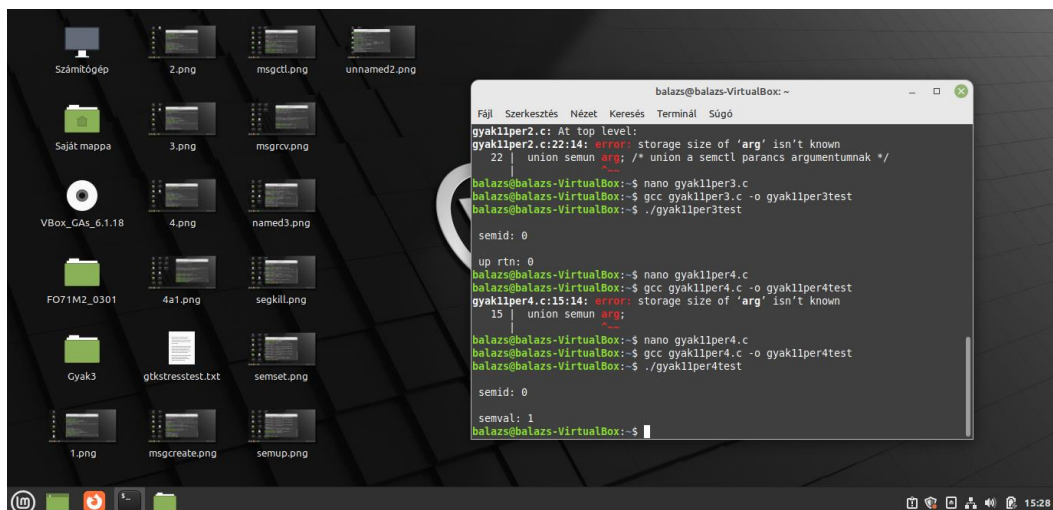 Számítógép
2.png
msgctl.png
unnamed2.png
Saját mappa
3.png
msgrcv.png
VBox_GAs_6.1.18
4.png
named3.png
FO71M2_0301
4a1.png
segkill.png
Gyak3
gtkstresstest.txt
semset.png
1.png
msgcreate.png
semup.png
balazs@balazs-VirtualBox: ~
Fájl Szerkesztés Nézet Keresés Terminál Súgó
gyak11per2.c: At top level:
gyak11per2.c:22:14: error: storage size of ‘arg’ isn’t known
22 | union semun arg; /* union a semctl parancs argumentumnak */
| ^~~
balazs@balazs-VirtualBox:~$ nano gyak11per3.c
balazs@balazs-VirtualBox:~$ gcc gyak11per3.c -o gyak11per3test
balazs@balazs-VirtualBox:~$ ./gyak11per3test
semid: 0
up rtn: 0
balazs@balazs-VirtualBox:~$ nano gyak11per4.c
balazs@balazs-VirtualBox:~$ gcc gyak11per4.c -o gyak11per4test
gyak11per4.c:15:14: error: storage size of ‘arg’ isn’t known
15 | union semun arg;
| ^~~
balazs@balazs-VirtualBox:~$ nano gyak11per4.c
balazs@balazs-VirtualBox:~$ gcc gyak11per4.c -o gyak11per4test
balazs@balazs-VirtualBox:~$ ./gyak11per4test
semid: 0
semval: 1
balazs@balazs-VirtualBox:~$
15:28